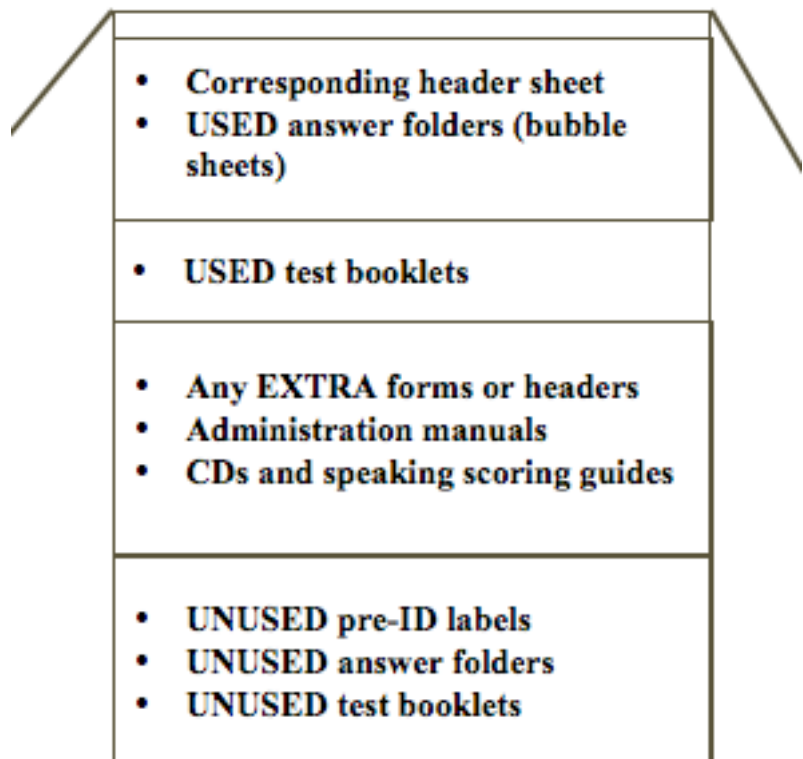 • Corresponding header sheet
• USED answer folders (bubble
sheets)
• USED test booklets
• Any EXTRA forms or headers
• Administration manuals
• CDs and speaking scoring guides
• UNUSED pre-ID labels
• UNUSED answer folders
• UNUSED test booklets